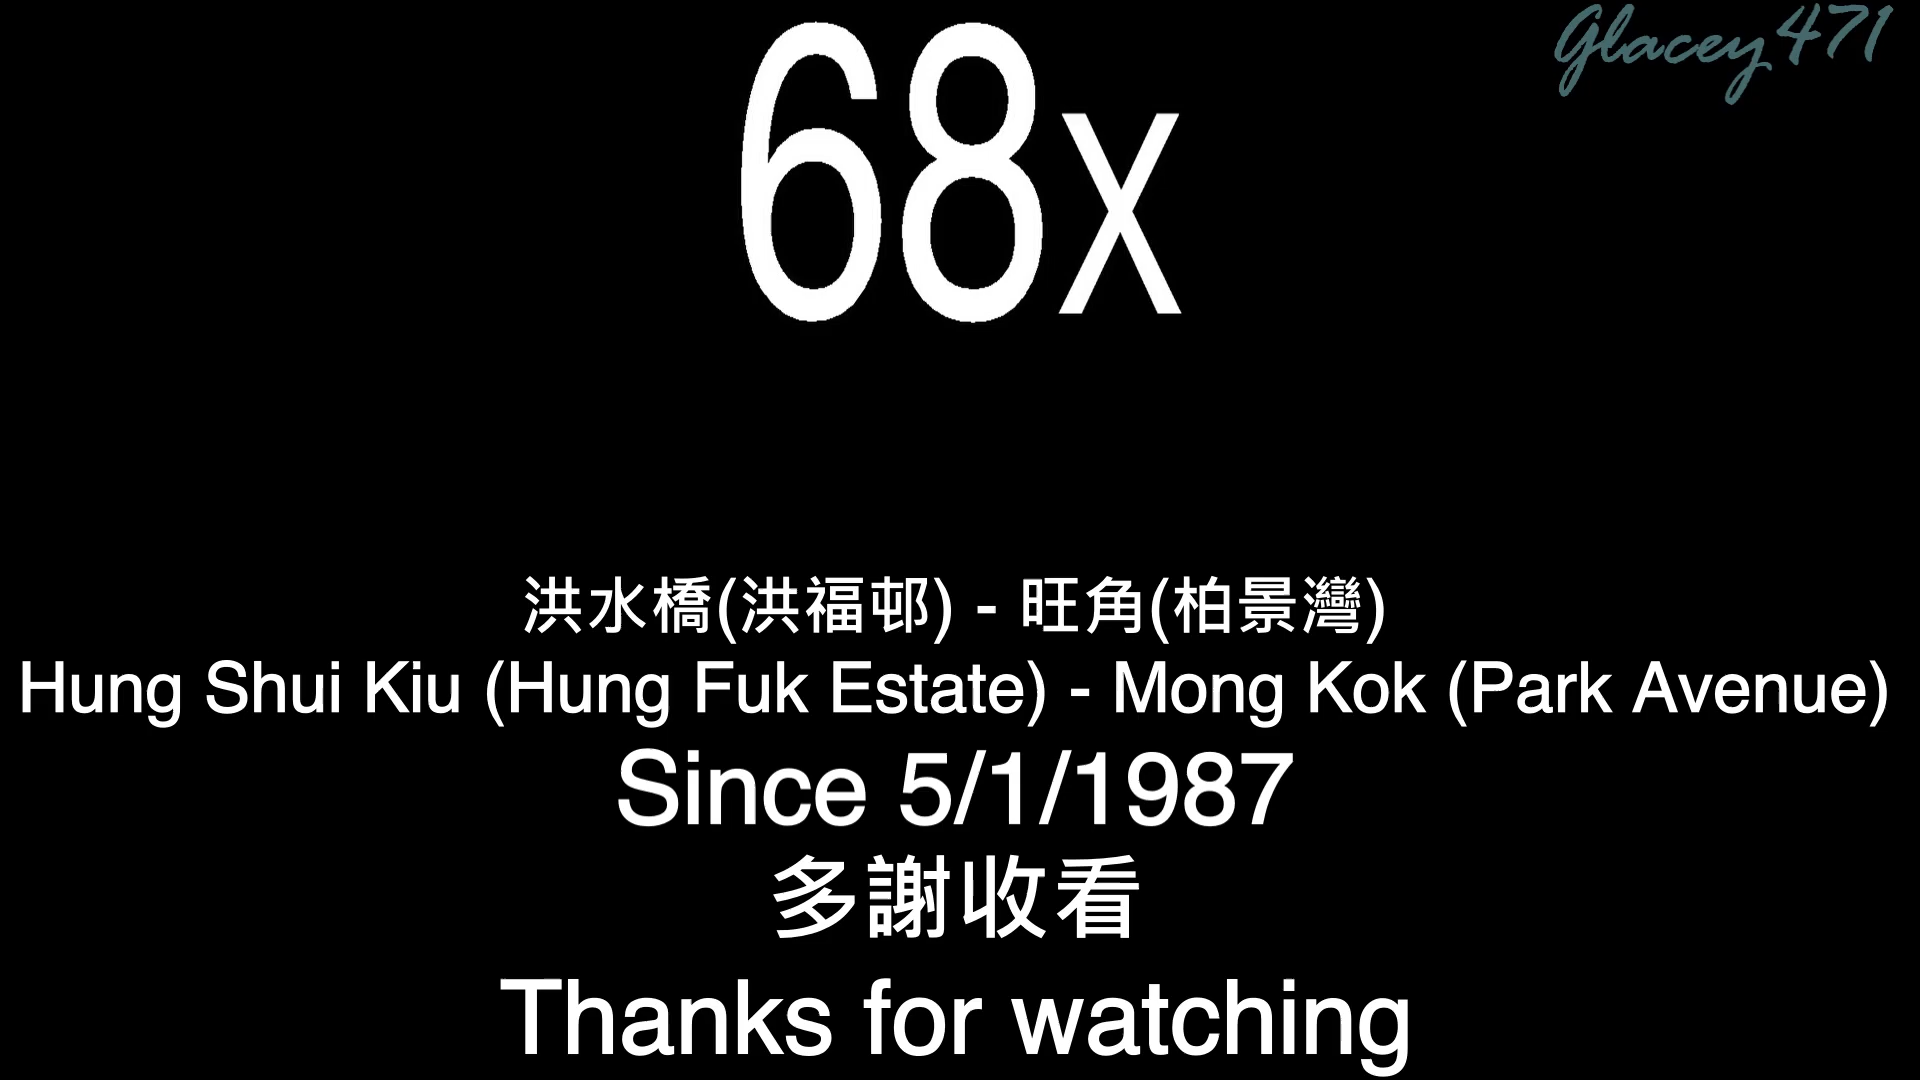 Glacey471
68x
洪水橋(洪福邨) - 旺角(柏景灣)
Hung Shui Kiu (Hung Fuk Estate) - Mong Kok (Park Avenue)
Since 5/1/1987
多謝收看
Thanks for watching